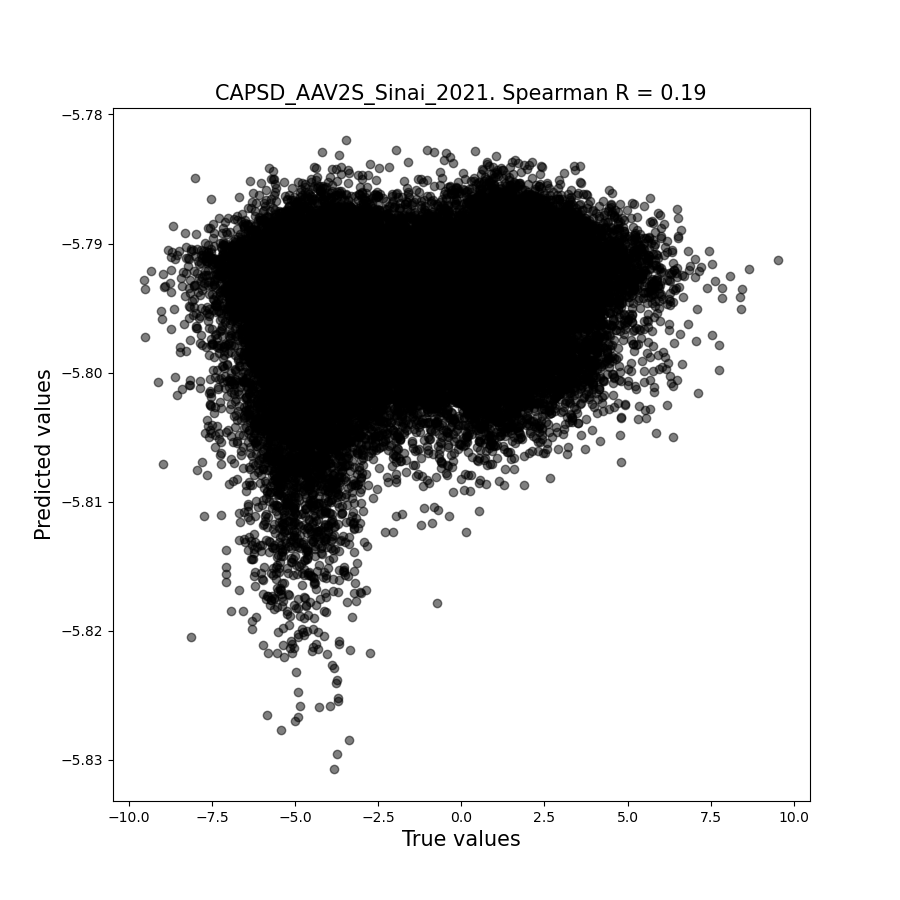 CAPSD_AAV2S_Sinai_2021. Spearman R = 0.19
−5.78
−5.79
−5.80
−5.81
−5.82
−5.83
Predicted values
−10.0 −7.5 −5.0 −2.5 0.0 2.5 5.0 7.5 10.0
True values